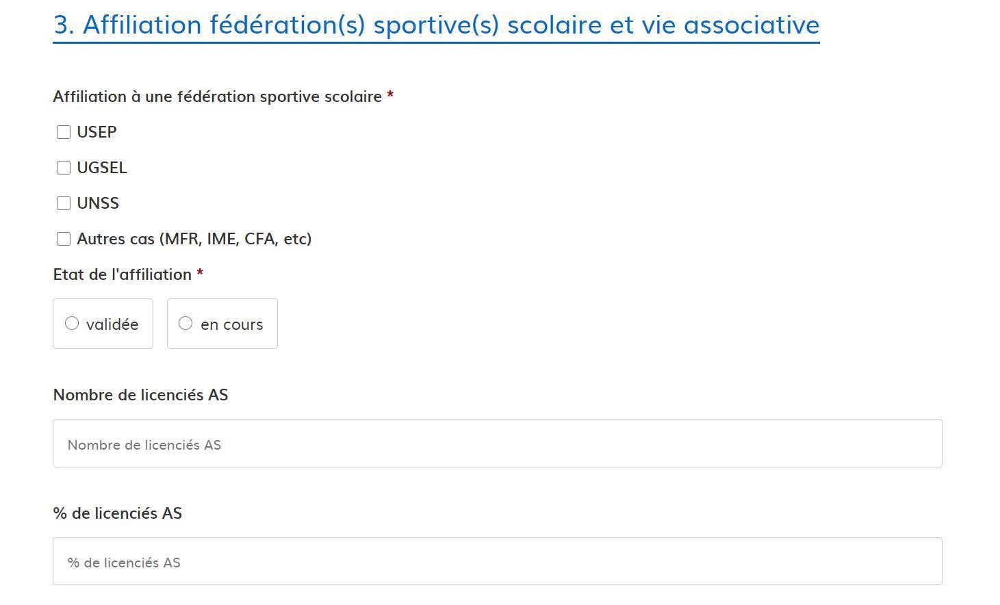 3. Affiliation fédération(s) sportive(s) scolaire et vie associative
Affiliation à une fédération sportive scolaire *
USEP
UGSEL
UNSS
Autres cas (MFR, IME, CFA, etc)
Etat de l'affiliation *
validée en cours
Nombre de licenciés AS
Nombre de licenciés AS
% de licenciés AS
% de licenciés AS